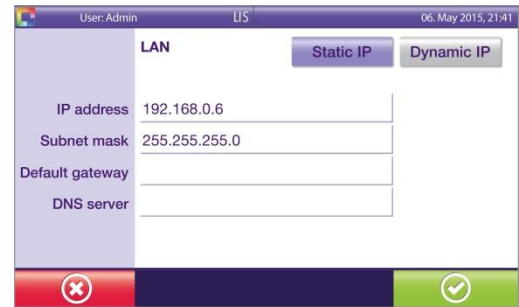 User: Admin LIS 06. May 2015, 21:41
LAN Static IP Dynamic IP
IP address 192.168.0.6
Subnet mask 255.255.255.0
Default gateway
DNS server